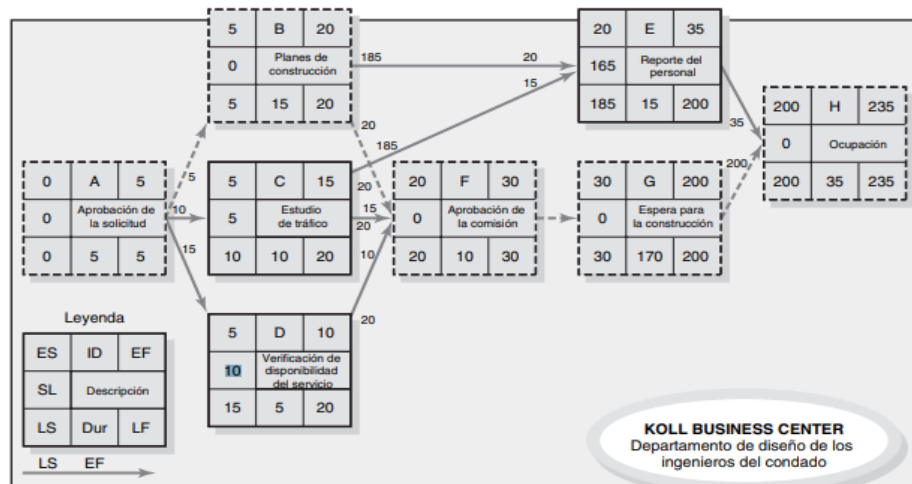 5 B 20
0 Planes de
construcción
5 15 20
20 E 35
165 Reporte del
personal
185 15 200
185 20
15
20
185
35
200 H 235
0 Ocupación
200 35 235
200
0 A 5
0 Aprobación de
la solicitud
0 5 5
5
10
15
5 C 15
5 Estudio
de tráfico
10 10 20
20
15
20
10
20
20 F 30
0 Aprobación de
la comisión
20 10 30
30 G 200
0 Espera para
la construcción
30 170 200
5 D 10
10 Verificación de
disponibilidad
del servicio
15 5 20
Leyenda
ES ID EF
SL Descripción
LS Dur LF
LS EF
KOLL BUSINESS CENTER
Departamento de diseño de los
ingenieros del condado